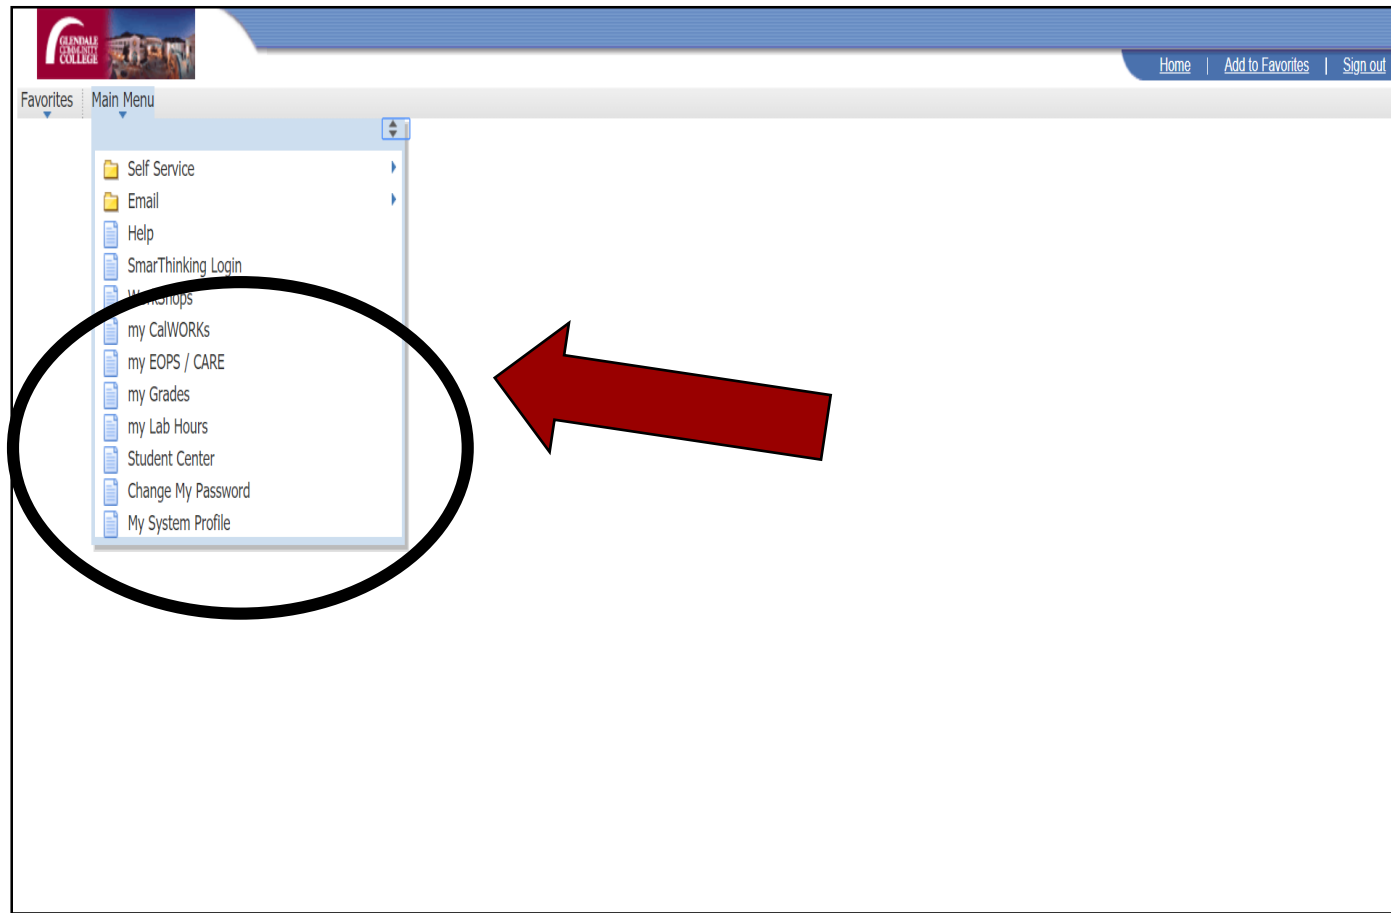 GLENDALE
COMMUNITY
COLLEGE
Home | Add to Favorites | Sign out
Favorites Main Menu
Self Service
Email
Help
SmarThinking Login
WorkShops
my CalWORKs
my EOPS / CARE
my Grades
my Lab Hours
Student Center
Change My Password
My System Profile